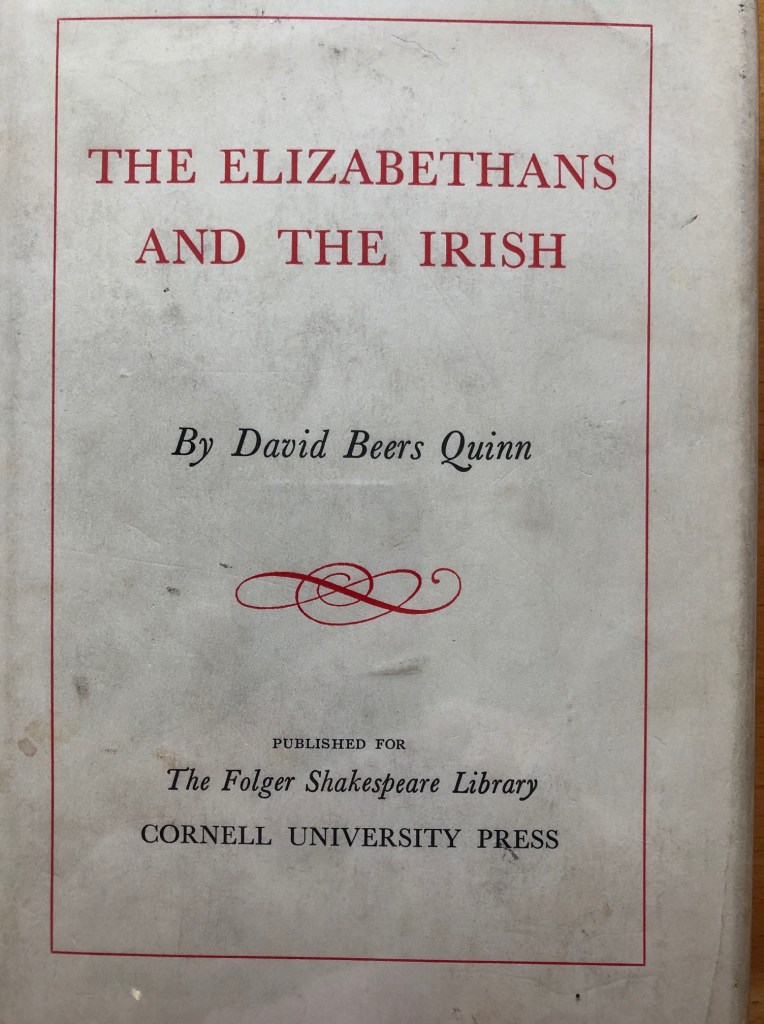 THE ELIZABETHANS
AND THE IRISH
By David Beers Quinn
PUBLISHED FOR
The Folger Shakespeare Library
CORNELL UNIVERSITY PRESS